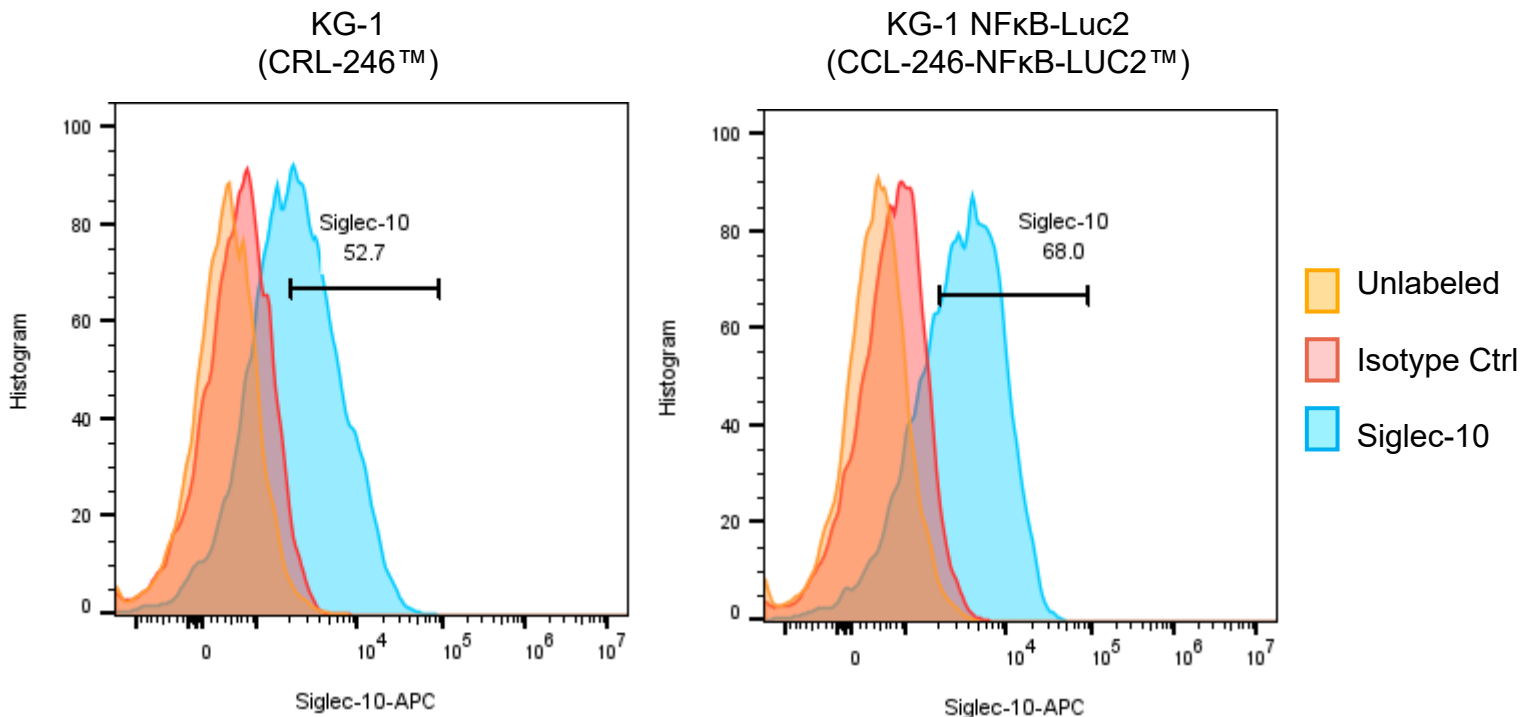 KG-1
(CRL-246™)
KG-1 NFκB-Luc2
(CCL-246-NFκB-LUC2™)
100
80
60
40
20
0
Histogram
Siglec-10
52.7
0
10^4
10^5
10^6
10^7
Siglec-10-APC
100
80
60
40
20
0
Histogram
Siglec-10
68.0
0
10^4
10^5
10^6
10^7
Siglec-10-APC
Unlabeled
Isotype Ctrl
Siglec-10